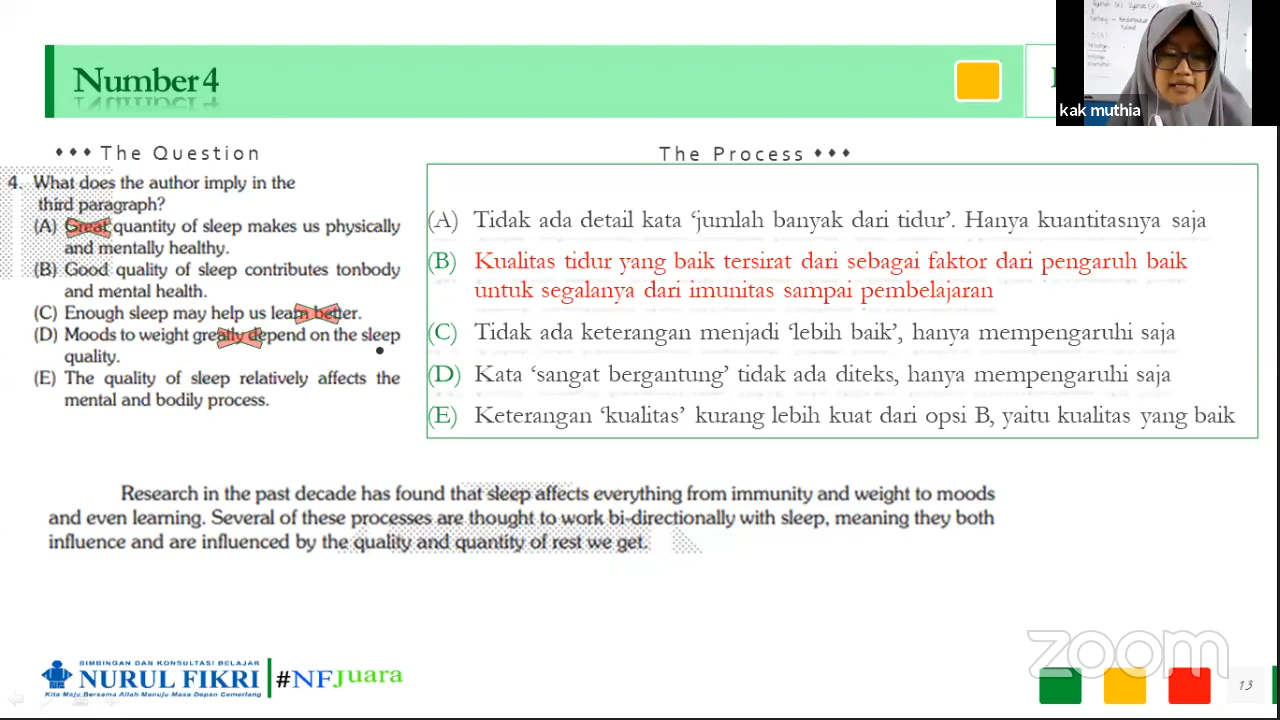 Number 4
kak muthia
The Question
4. What does the author imply in the
third paragraph?
(A) Great quantity of sleep makes us physically
and mentally healthy.
(B) Good quality of sleep contributes tonbody
and mental health.
(C) Enough sleep may help us learn better.
(D) Moods to weight greatly depend on the sleep
quality.
(E) The quality of sleep relatively affects the
mental and bodily process.
The Process
(A) Tidak ada detail kata ‘jumlah banyak dari tidur’. Hanya kuantitasnya saja
(B) Kualitas tidur yang baik tersirat dari sebagai faktor dari pengaruh baik
untuk segalanya dari imunitas sampai pembelajaran
(C) Tidak ada keterangan menjadi ‘lebih baik’, hanya mempengaruhi saja
(D) Kata ‘sangat bergantung’ tidak ada diteks, hanya mempengaruhi saja
(E) Keterangan ‘kualitas’ kurang lebih kuat dari opsi B, yaitu kualitas yang baik
Research in the past decade has found that sleep affects everything from immunity and weight to moods
and even learning. Several of these processes are thought to work bi-directionally with sleep, meaning they both
influence and are influenced by the quality and quantity of rest we get.
zoom
BIMBINGAN DAN KONSULTASI BELAJAR
NURUL FIKRI
Kita Maju Bersama Allah Menuju Masa Depan Cemerlang
#NFJuara
13